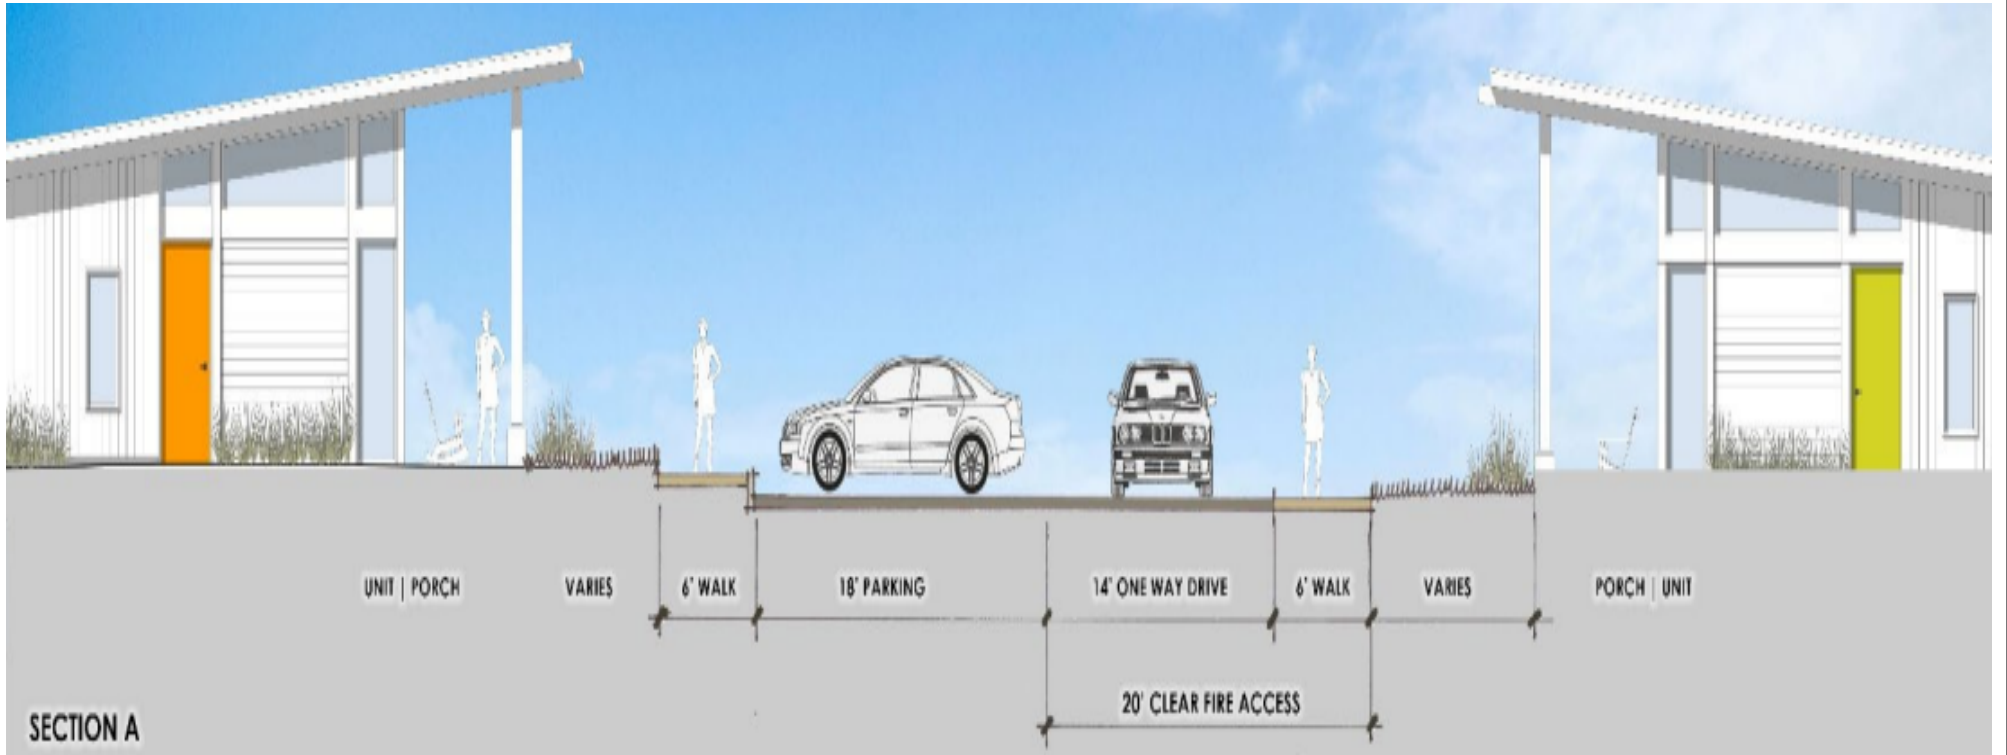 UNIT | PORCH VARIES 6' WALK 18' PARKING 14' ONE WAY DRIVE 6' WALK VARIES PORCH | UNIT
20' CLEAR FIRE ACCESS
SECTION A